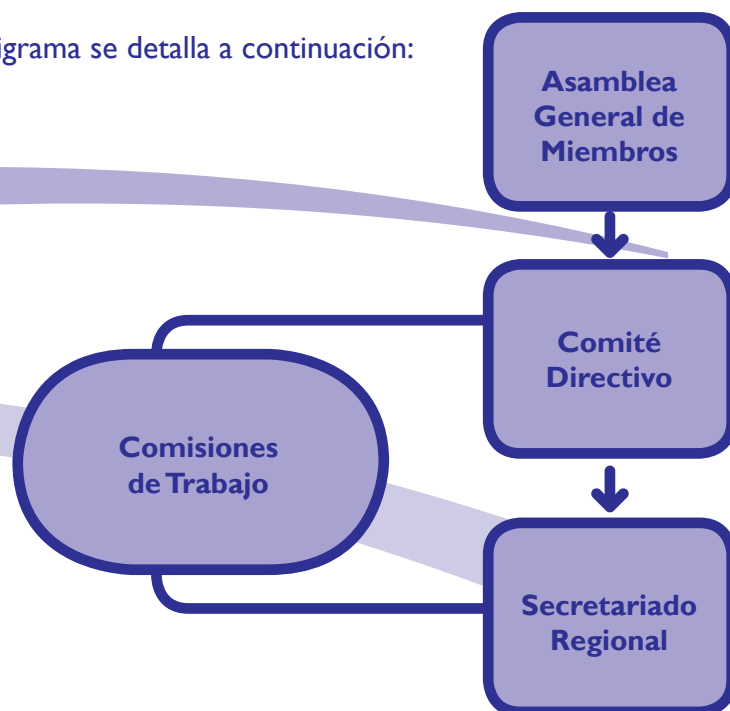 igrama se detalla a continuación:
Asamblea
General de
Miembros
Comité
Directivo
Comisiones
de Trabajo
Secretariado
Regional